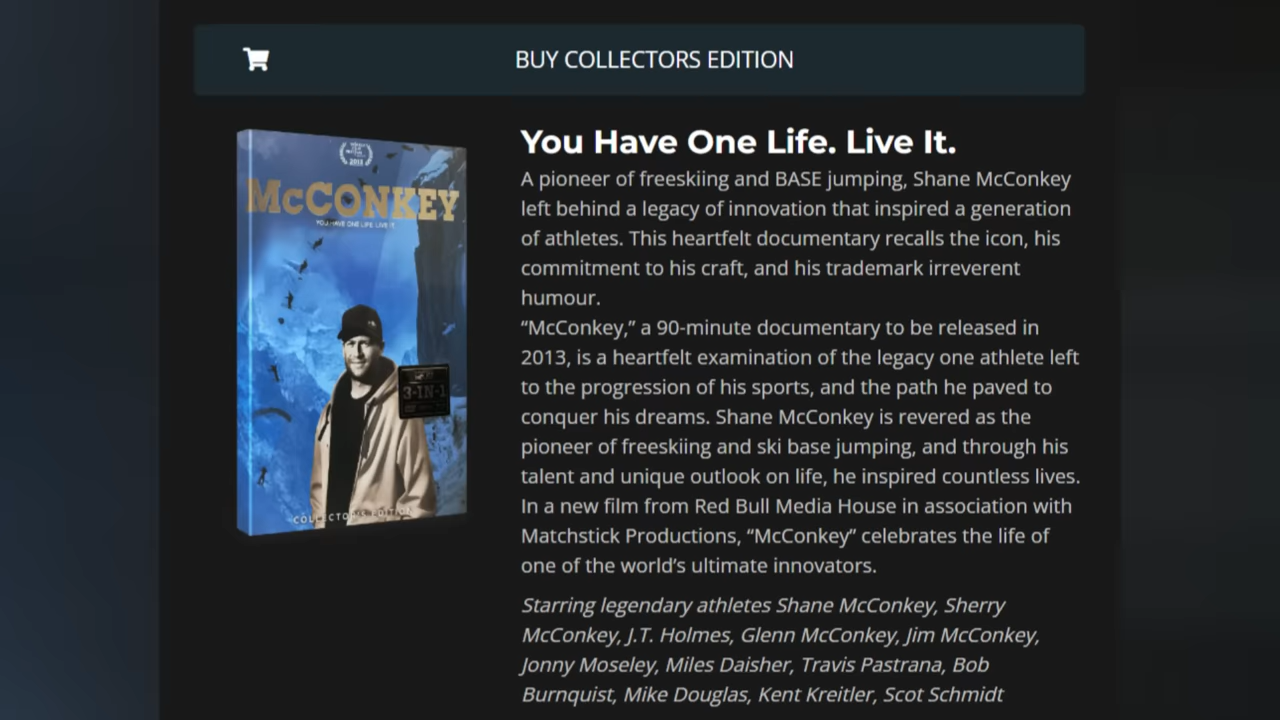 BUY COLLECTORS EDITION
McCONKEY
YOU HAVE ONE LIFE. LIVE IT.
2013
3-IN-1
COLLECTOR'S EDITION
You Have One Life. Live It.
A pioneer of freeskiing and BASE jumping, Shane McConkey
left behind a legacy of innovation that inspired a generation
of athletes. This heartfelt documentary recalls the icon, his
commitment to his craft, and his trademark irreverent
humour.
“McConkey,” a 90-minute documentary to be released in
2013, is a heartfelt examination of the legacy one athlete left
to the progression of his sports, and the path he paved to
conquer his dreams. Shane McConkey is revered as the
pioneer of freeskiing and ski base jumping, and through his
talent and unique outlook on life, he inspired countless lives.
In a new film from Red Bull Media House in association with
Matchstick Productions, “McConkey” celebrates the life of
one of the world’s ultimate innovators.
Starring legendary athletes Shane McConkey, Sherry
McConkey, J.T. Holmes, Glenn McConkey, Jim McConkey,
Jonny Moseley, Miles Daisher, Travis Pastrana, Bob
Burnquist, Mike Douglas, Kent Kreitler, Scot Schmidt